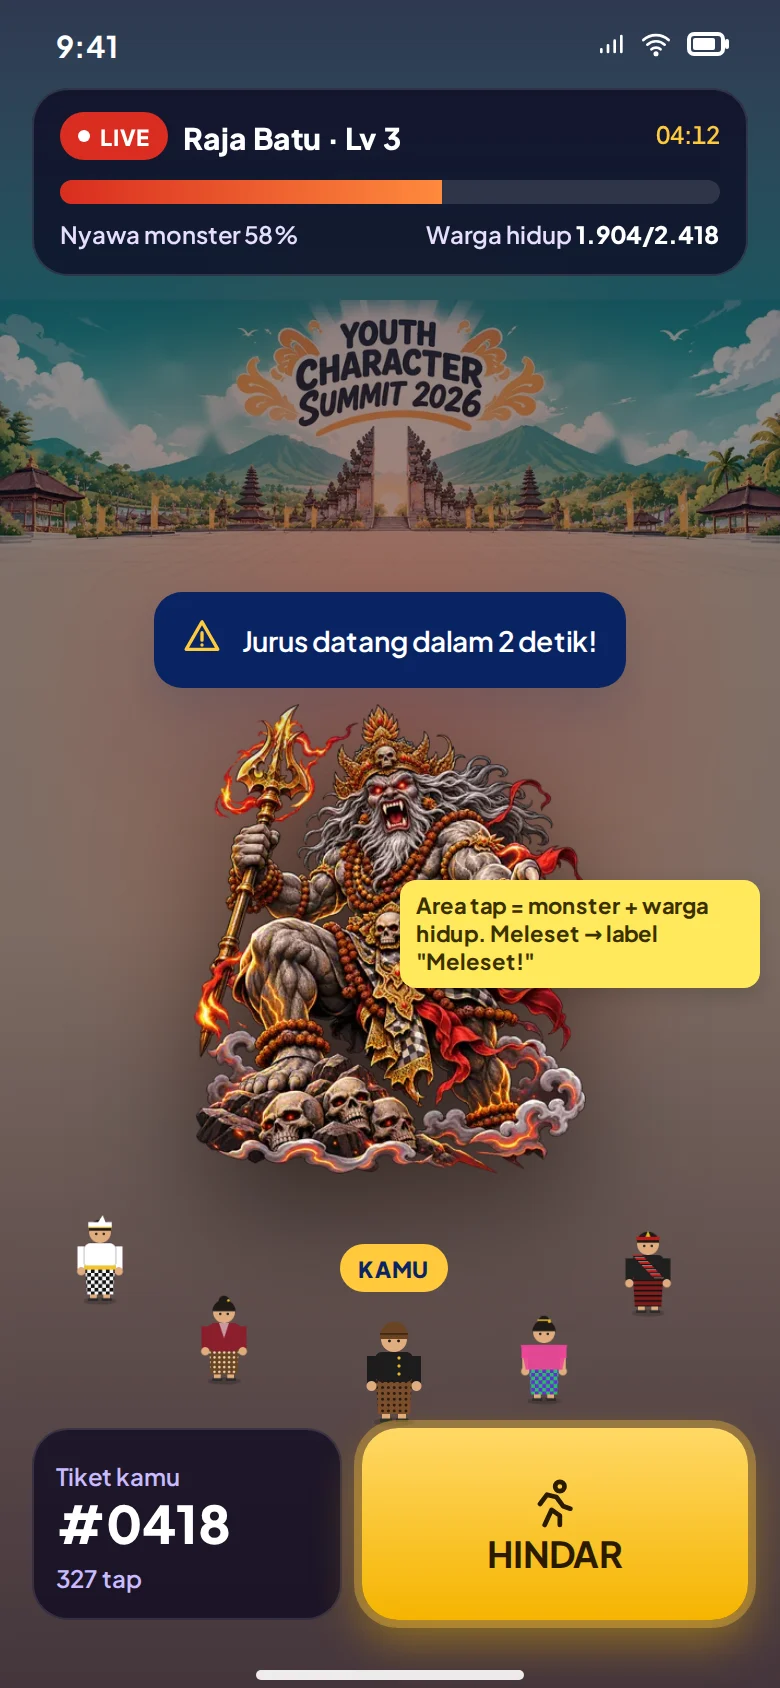 9:41
LIVE Raja Batu · Lv 3 04:12
Nyawa monster 58% Warga hidup 1.904/2.418
YOUTH
CHARACTER
SUMMIT 2026
Jurus datang dalam 2 detik!
Area tap = monster + warga
hidup. Meleset → label
"Meleset!"
KAMU
Tiket kamu
#0418
327 tap
HINDAR